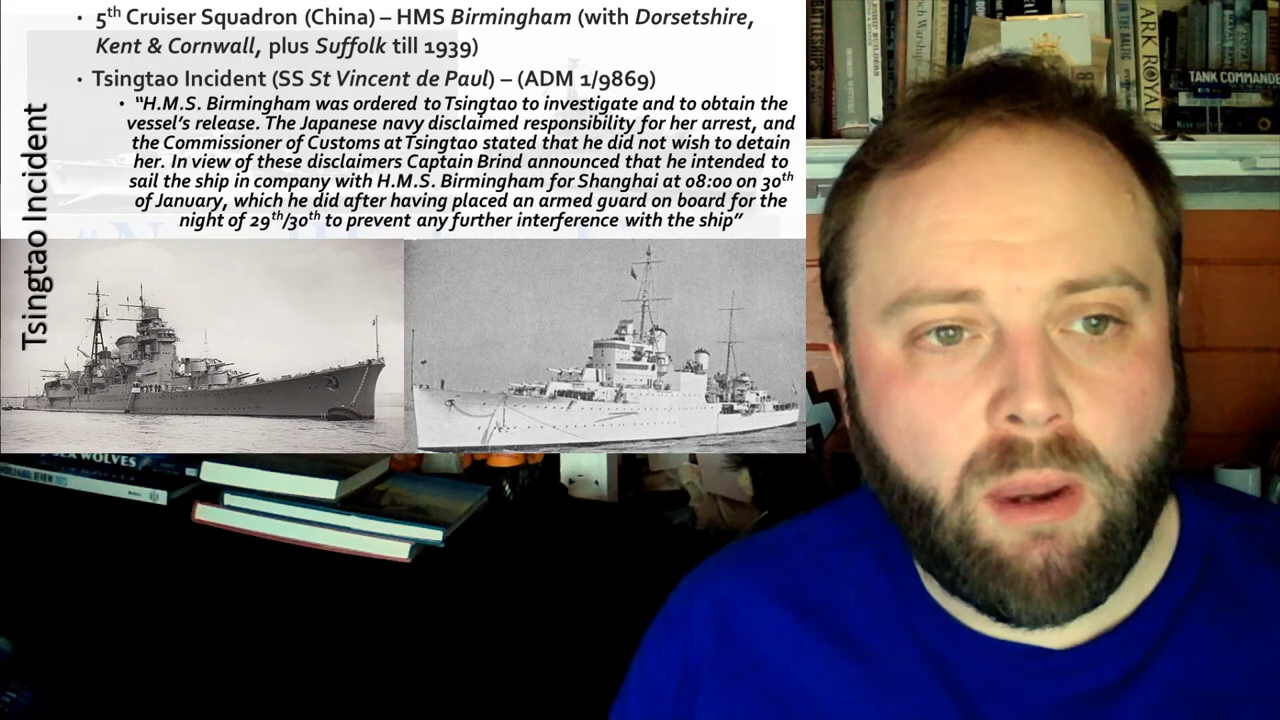 • 5th Cruiser Squadron (China) – HMS Birmingham (with Dorsetshire,
Kent & Cornwall, plus Suffolk till 1939)
• Tsingtao Incident (SS St Vincent de Paul) – (ADM 1/9869)
• “H.M.S. Birmingham was ordered to Tsingtao to investigate and to obtain the
vessel’s release. The Japanese navy disclaimed responsibility for her arrest, and
the Commissioner of Customs at Tsingtao stated that he did not wish to detain
her. In view of these disclaimers Captain Brind announced that he intended to
sail the ship in company with H.M.S. Birmingham for Shanghai at 08:00 on 30th
of January, which he did after having placed an armed guard on board for the
night of 29th/30th to prevent any further interference with the ship”
Tsingtao Incident
IN THE BALTIC
ARK ROYAL
TANK COMMANDE
WOLVES